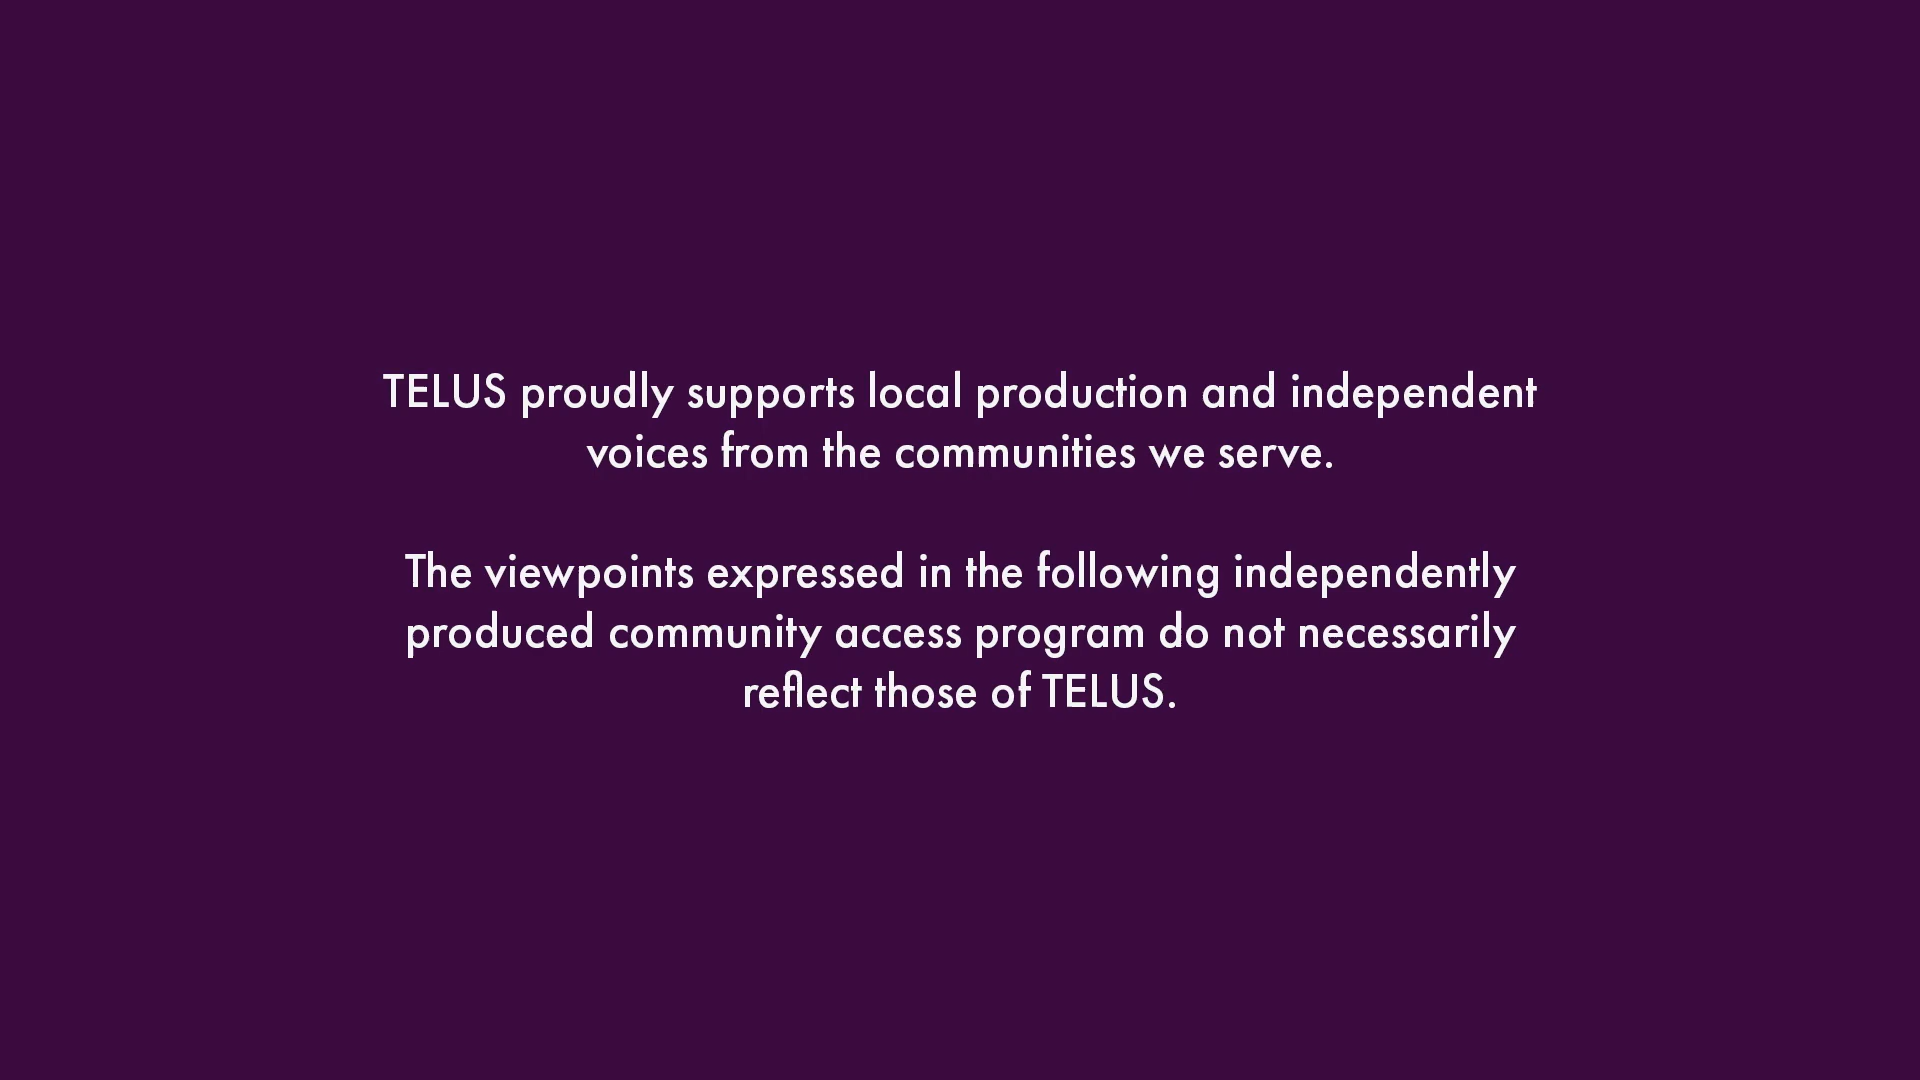 TELUS proudly supports local production and independent
voices from the communities we serve.
The viewpoints expressed in the following independently
produced community access program do not necessarily
reflect those of TELUS.